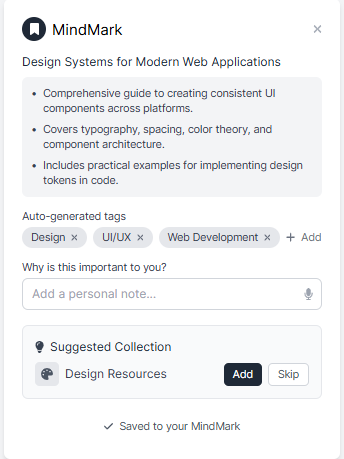 MindMark
Design Systems for Modern Web Applications
• Comprehensive guide to creating consistent UI
components across platforms.
• Covers typography, spacing, color theory, and
component architecture.
• Includes practical examples for implementing design
tokens in code.
Auto-generated tags
Design × UI/UX × Web Development × + Add
Why is this important to you?
Add a personal note...
Suggested Collection
Design Resources Add Skip
Saved to your MindMark